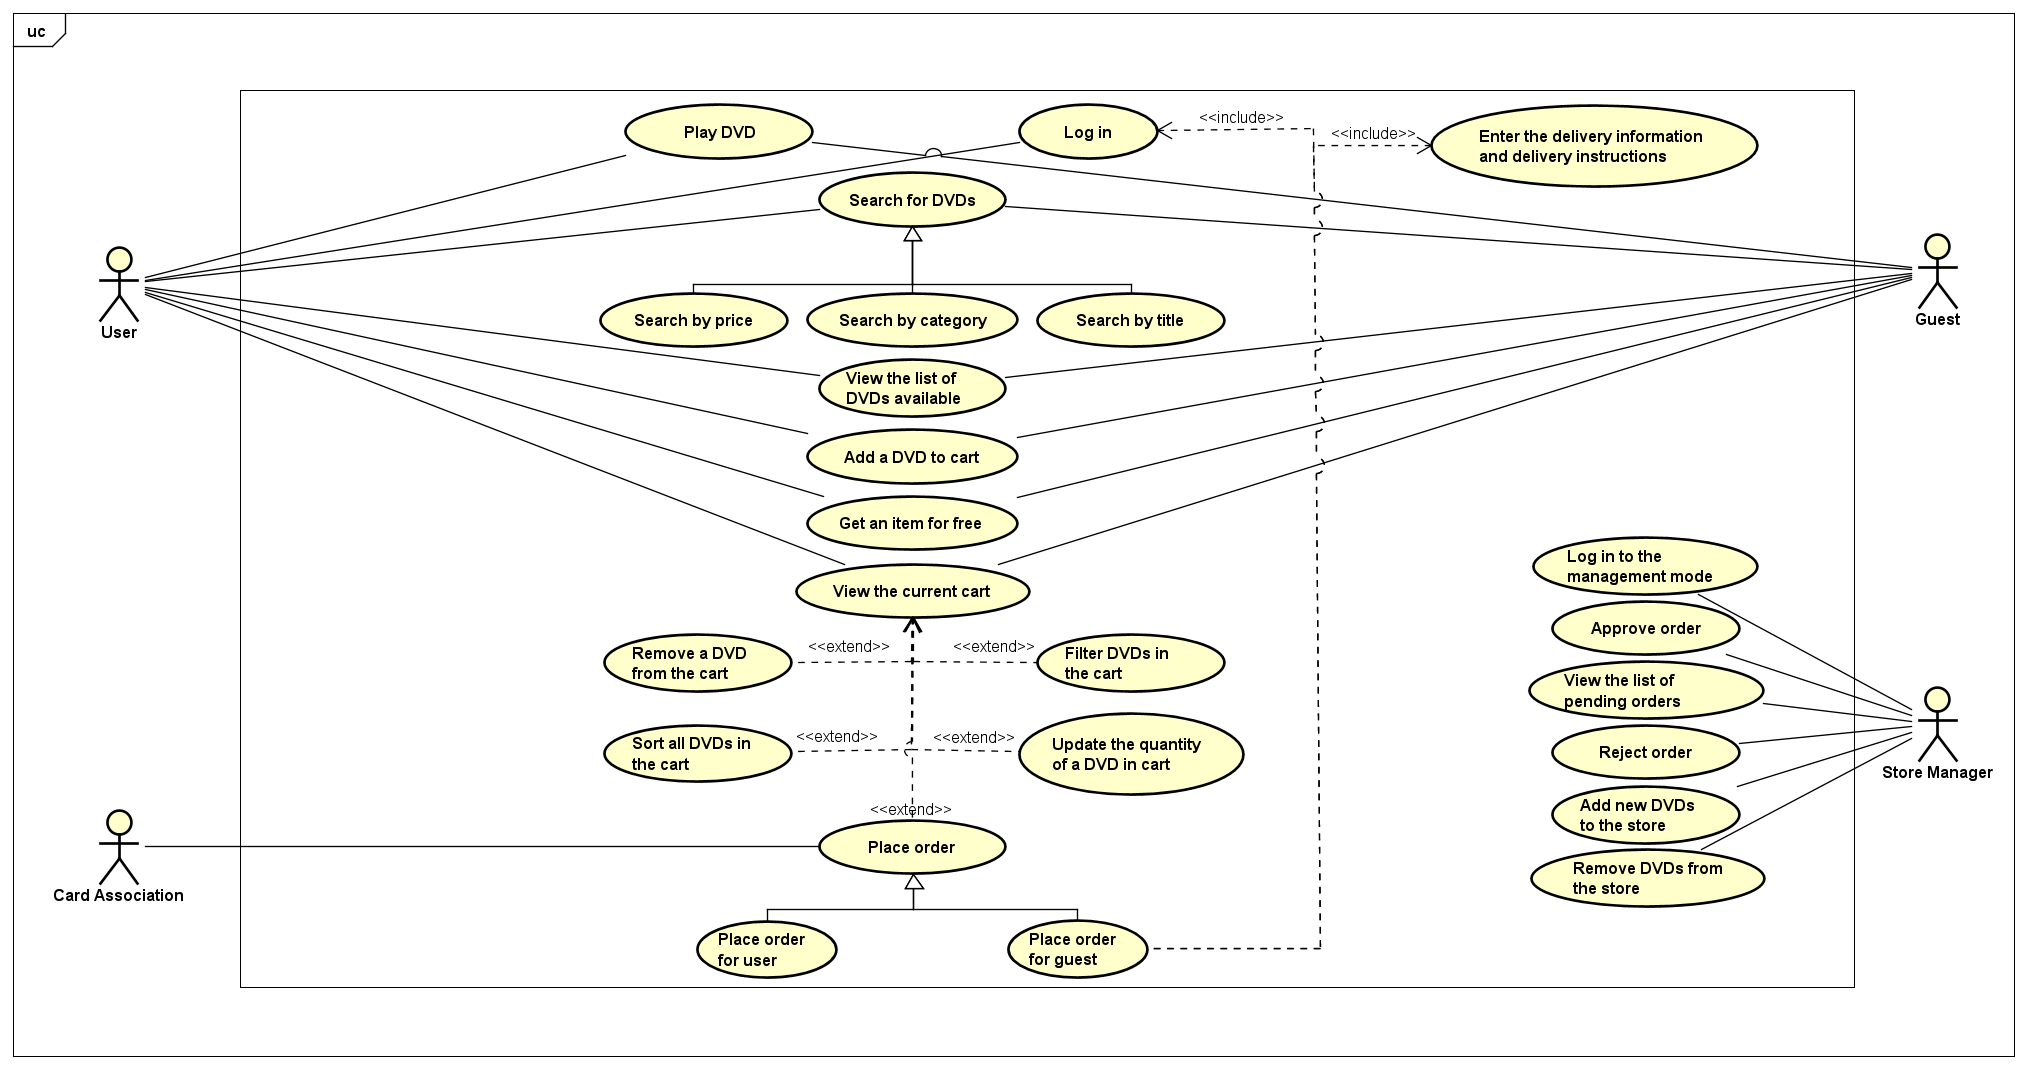 uc
Play DVD
Log in
<<include>>
<<include>>
Enter the delivery information
and delivery instructions
Search for DVDs
User
Guest
Search by price
Search by category
Search by title
View the list of
DVDs available
Add a DVD to cart
Get an item for free
View the current cart
Log in to the
management mode
Approve order
<<extend>>
<<extend>>
Remove a DVD
from the cart
Filter DVDs in
the cart
View the list of
pending orders
Sort all DVDs in
the cart
<<extend>>
<<extend>>
Update the quantity
of a DVD in cart
Reject order
Store Manager
Add new DVDs
to the store
<<extend>>
Place order
Card Association
Remove DVDs from
the store
Place order
for user
Place order
for guest